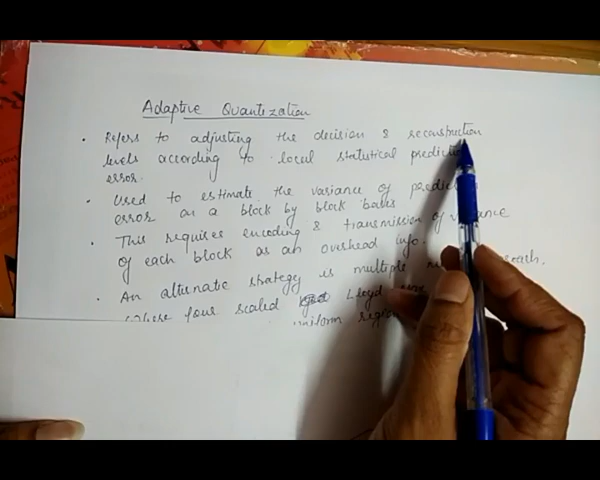 Adaptive Quantization
• Refers to adjusting the decision & reconstruction
levels according to local statistical prediction
error.
• Used to estimate the variance of
error on a block by block basis
• This requires encoding & transmission of variance
of each block as an overhead info.
• An alternate strategy is multiple
where four scaled Lloyd
uniform region